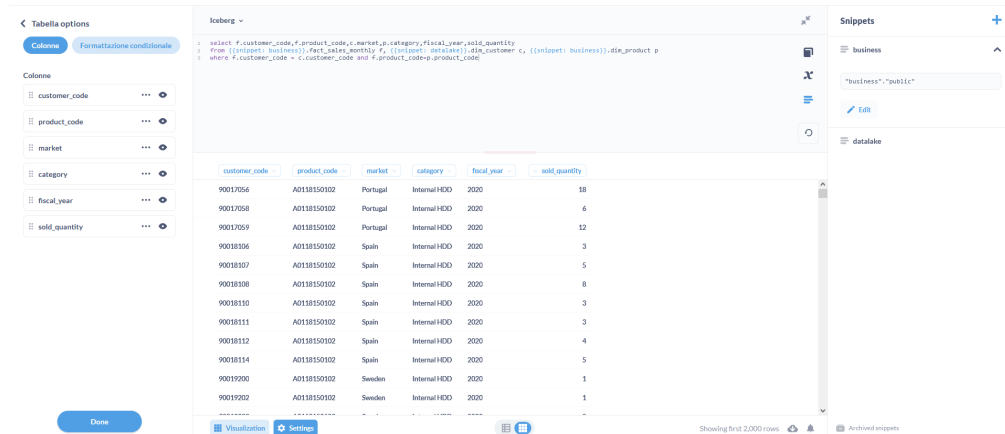 Tabella options
Colonne Formattazione condizionale
Colonne
customer_code
product_code
market
category
fiscal_year
sold_quantity
Done
Iceberg
1 select f.customer_code,f.product_code,c.market,p.category,fiscal_year,sold_quantity
2 from {{snippet: business}}.fact_sales_monthly f, {{snippet: datalake}}.dim_customer c, {{snippet: business}}.dim_product p
3 where f.customer_code = c.customer_code and f.product_code=p.product_code
customer_code product_code market category fiscal_year sold_quantity
90017056 A0118150102 Portugal Internal HDD 2020 18
90017058 A0118150102 Portugal Internal HDD 2020 6
90017059 A0118150102 Portugal Internal HDD 2020 12
90018106 A0118150102 Spain Internal HDD 2020 3
90018107 A0118150102 Spain Internal HDD 2020 5
90018108 A0118150102 Spain Internal HDD 2020 8
90018110 A0118150102 Spain Internal HDD 2020 3
90018111 A0118150102 Spain Internal HDD 2020 3
90018112 A0118150102 Spain Internal HDD 2020 4
90018114 A0118150102 Spain Internal HDD 2020 5
90019200 A0118150102 Sweden Internal HDD 2020 1
90019202 A0118150102 Sweden Internal HDD 2020 1
Visualization Settings
Showing first 2,000 rows
Snippets
business
"business"."public"
Edit
datalake
Archived snippets